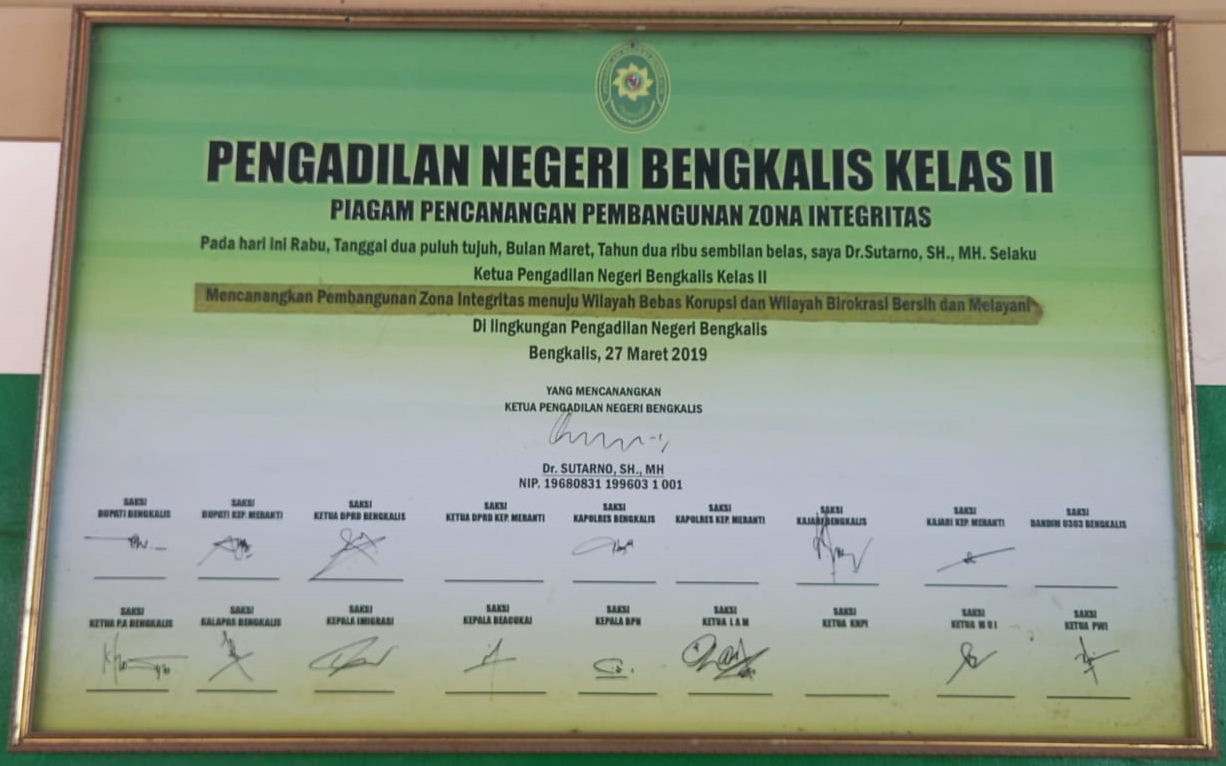 PENGADILAN NEGERI BENGKALIS KELAS II
PIAGAM PENCANANGAN PEMBANGUNAN ZONA INTEGRITAS
Pada hari ini Rabu, Tanggal dua puluh tujuh, Bulan Maret, Tahun dua ribu sembilan belas, saya Dr.Sutarno, SH., MH. Selaku
Ketua Pengadilan Negeri Bengkalis Kelas II
Mencanangkan Pembangunan Zona Integritas menuju Wilayah Bebas Korupsi dan Wilayah Birokrasi Bersih dan Melayani
Di lingkungan Pengadilan Negeri Bengkalis
Bengkalis, 27 Maret 2019
YANG MENCANANGKAN
KETUA PENGADILAN NEGERI BENGKALIS
Dr. SUTARNO, SH., MH
NIP. 19680831 199603 1 001
SAKSI SAKSI SAKSI SAKSI SAKSI SAKSI SAKSI SAKSI SAKSI
BUPATI BENGKALIS BUPATI KEP. MERANTI KETUA DPRD BENGKALIS KETUA DPRD KEP. MERANTI KAPOLRES BENGKALIS KAPOLRES KEP. MERANTI KAJARI BENGKALIS KAJARI KEP. MERANTI DANDIM 0303 BENGKALIS
SAKSI SAKSI SAKSI SAKSI SAKSI SAKSI SAKSI SAKSI SAKSI
KETUA P.A BENGKALIS KALAPAS BENGKALIS KEPALA IMIGRASI KEPALA BEACUKAI KEPALA BPN KETUA L A M KETUA KNPI KETUA M U I KETUA PWI